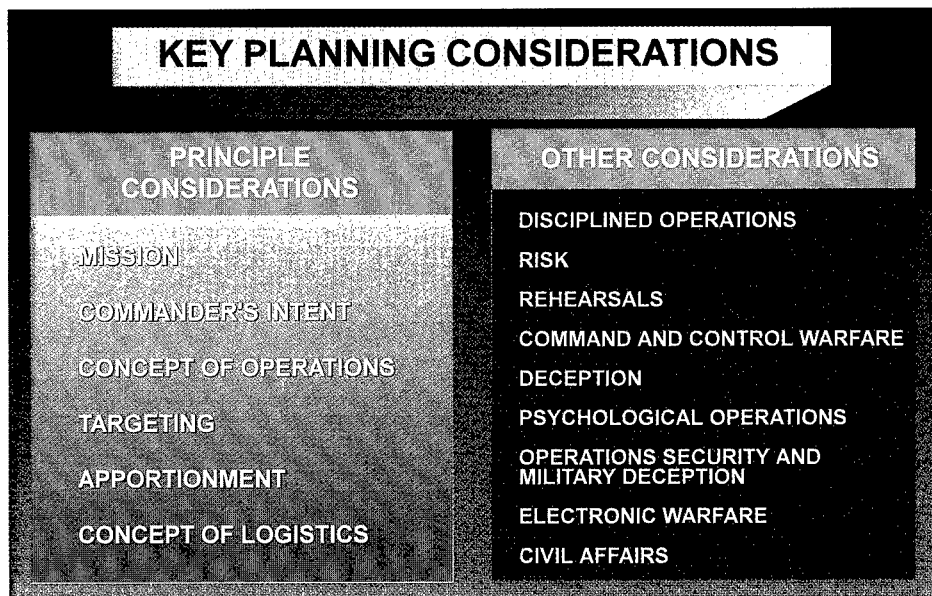 KEY PLANNING CONSIDERATIONS
PRINCIPLE
CONSIDERATIONS
MISSION
COMMANDER'S INTENT
CONCEPT OF OPERATIONS
TARGETING
APPORTIONMENT
CONCEPT OF LOGISTICS
OTHER CONSIDERATIONS
DISCIPLINED OPERATIONS
RISK
REHEARSALS
COMMAND AND CONTROL WARFARE
DECEPTION
PSYCHOLOGICAL OPERATIONS
OPERATIONS SECURITY AND
MILITARY DECEPTION
ELECTRONIC WARFARE
CIVIL AFFAIRS